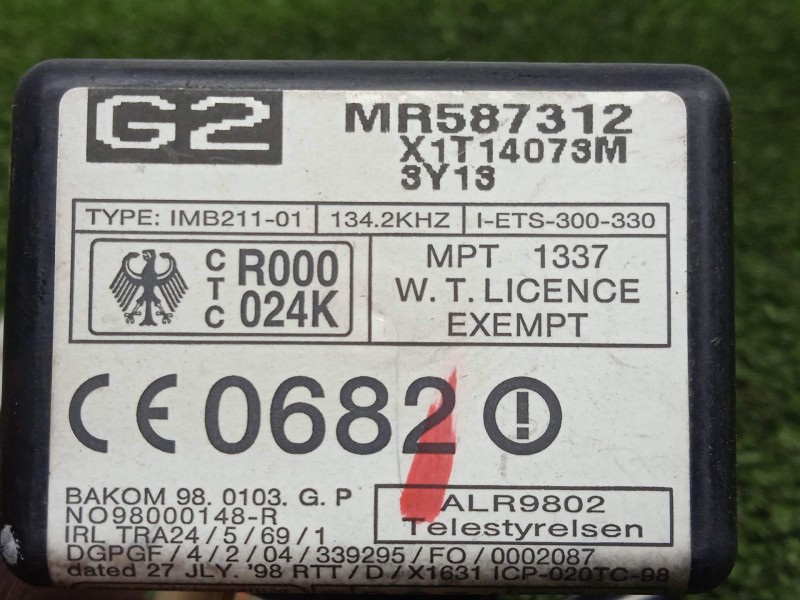 G2
MR587312
X1T14073M
3Y13
TYPE: IMB211-01 134.2KHZ I-ETS-300-330
CTC R000 024K
MPT 1337
W. T. LICENCE
EXEMPT
CE 0682 !
BAKOM 98. 0103. G. P
NO98000148-R
IRL TRA24/5/69/1
ALR9802
Telestyrelsen
DGPGF/4/2/04/339295/FO/0002087
dated 27 JLY. '98 RTT/D/X1631 ICP-020TC-98